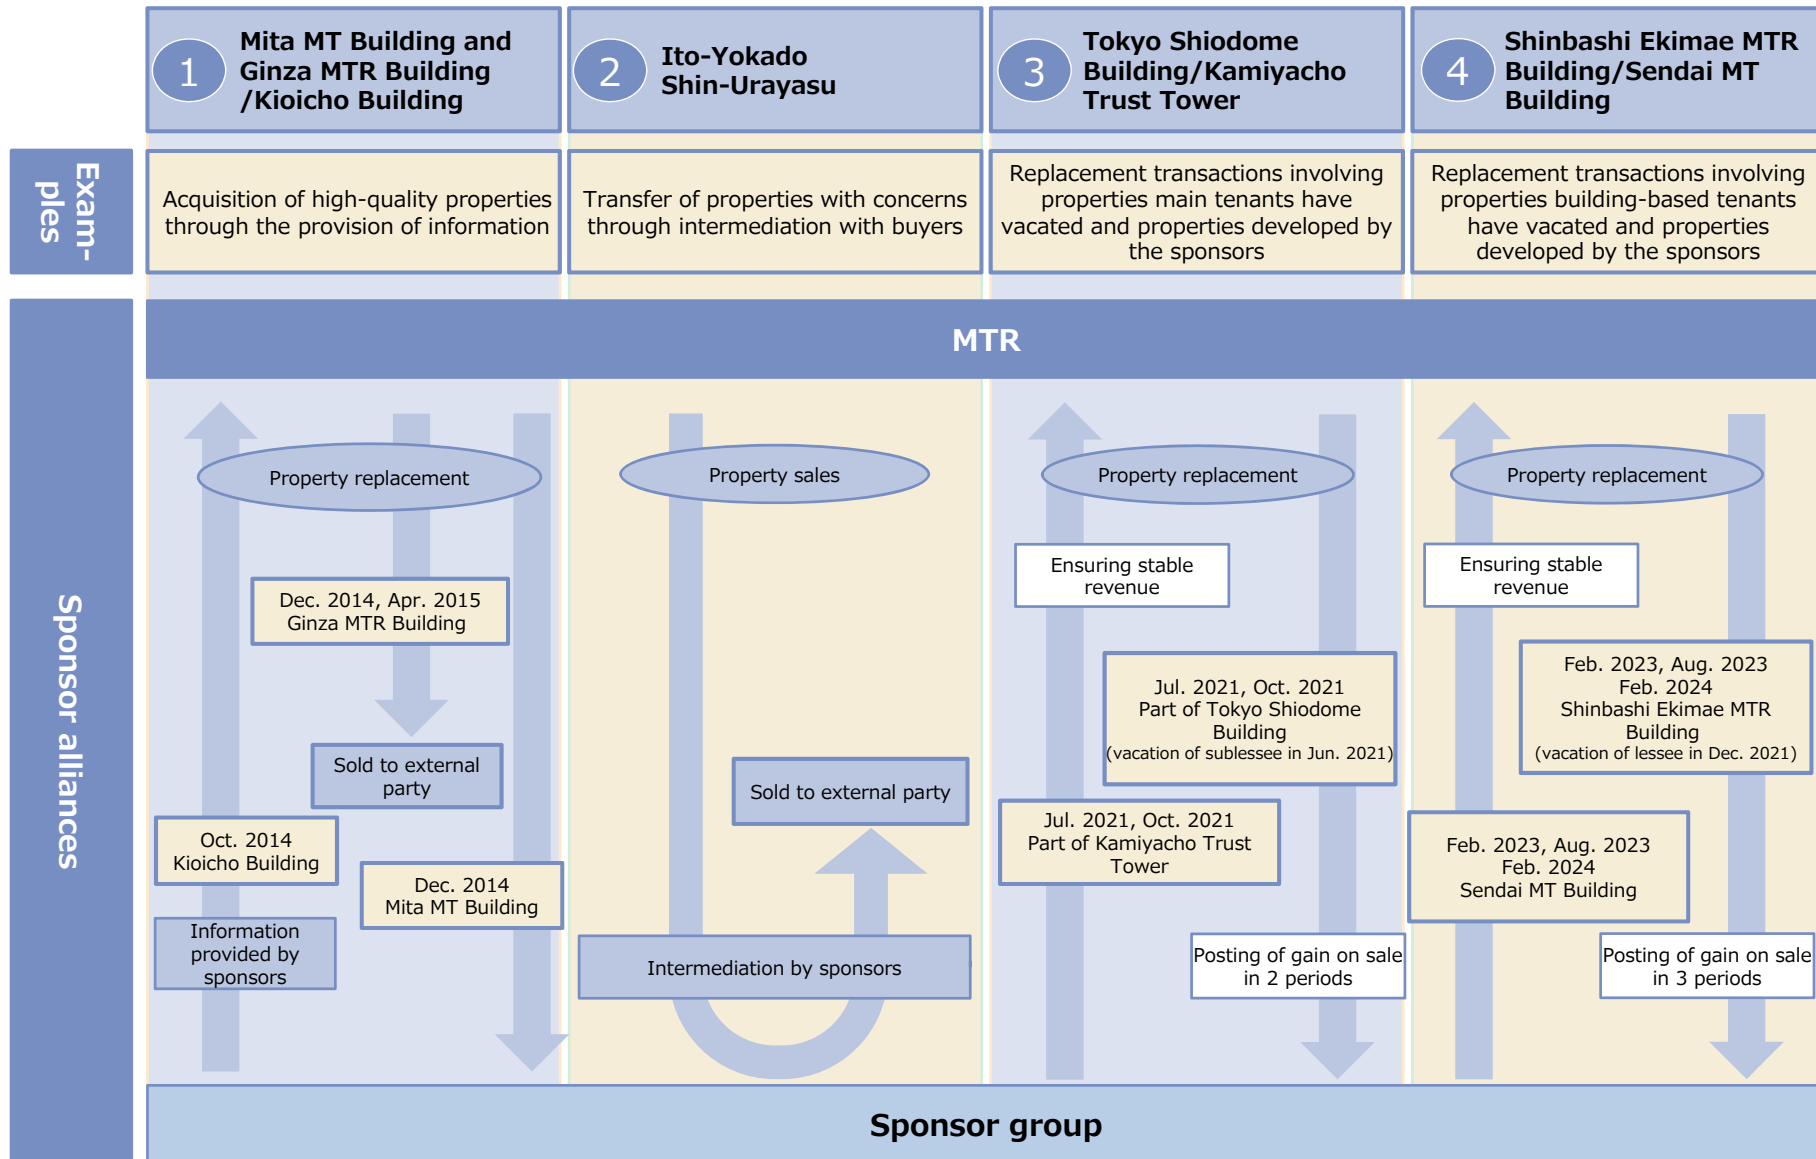 1
Mita MT Building and
Ginza MTR Building
/Kioicho Building
2
Ito-Yokado
Shin-Urayasu
3
Tokyo Shiodome
Building/Kamiyacho
Trust Tower
4
Shinbashi Ekimae MTR
Building/Sendai MT
Building
Exam-
ples
Acquisition of high-quality properties
through the provision of information
Transfer of properties with concerns
through intermediation with buyers
Replacement transactions involving
properties main tenants have
vacated and properties developed by
the sponsors
Replacement transactions involving
properties building-based tenants
have vacated and properties
developed by the sponsors
Sponsor alliances
MTR
Property replacement
Dec. 2014, Apr. 2015
Ginza MTR Building
Sold to external
party
Oct. 2014
Kioicho Building
Dec. 2014
Mita MT Building
Information
provided by
sponsors
Property sales
Sold to external party
Intermediation by sponsors
Property replacement
Ensuring stable
revenue
Jul. 2021, Oct. 2021
Part of Tokyo Shiodome
Building
(vacation of sublessee in Jun. 2021)
Jul. 2021, Oct. 2021
Part of Kamiyacho Trust
Tower
Posting of gain on sale
in 2 periods
Property replacement
Ensuring stable
revenue
Feb. 2023, Aug. 2023
Feb. 2024
Shinbashi Ekimae MTR
Building
(vacation of lessee in Dec. 2021)
Feb. 2023, Aug. 2023
Feb. 2024
Sendai MT Building
Posting of gain on sale
in 3 periods
Sponsor group